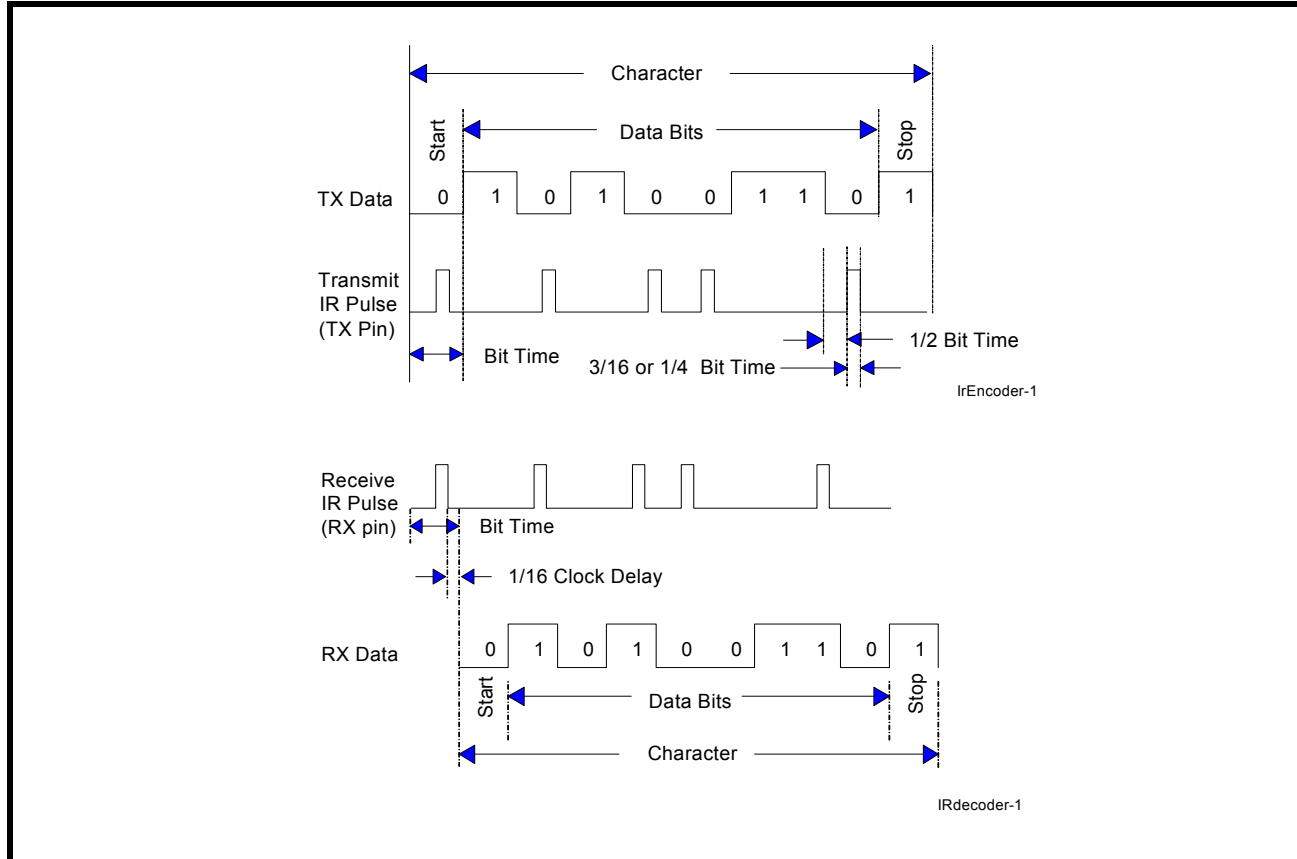 Character
Start
Data Bits
Stop
TX Data
0 1 0 1 0 0 1 1 0 1
Transmit
IR Pulse
(TX Pin)
Bit Time
1/2 Bit Time
3/16 or 1/4 Bit Time
IrEncoder-1
Receive
IR Pulse
(RX pin)
Bit Time
1/16 Clock Delay
RX Data
0 1 0 1 0 0 1 1 0 1
Start
Data Bits
Stop
Character
IRdecoder-1